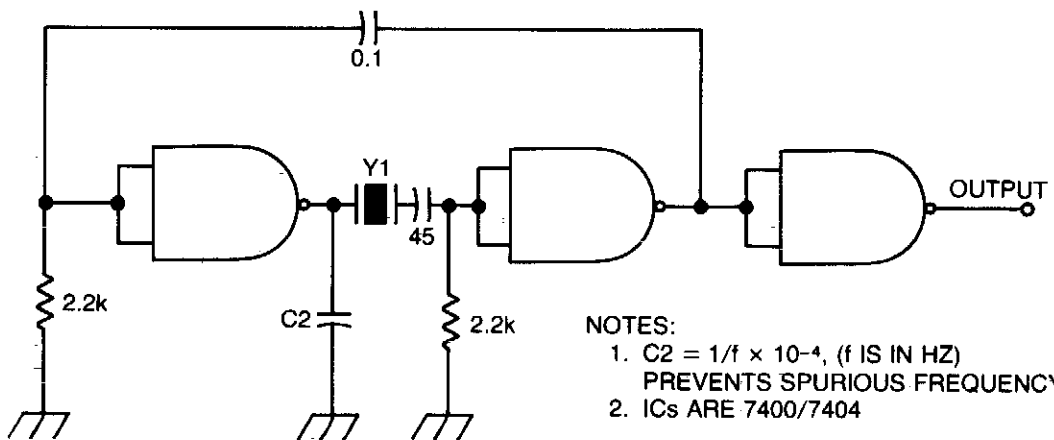 0.1
Y1
OUTPUT
45
2.2k
C2
2.2k
NOTES:
1. C2 = 1/f × 10⁻⁴, (f IS IN HZ)
PREVENTS SPURIOUS FREQUENCY
2. ICs ARE 7400/7404